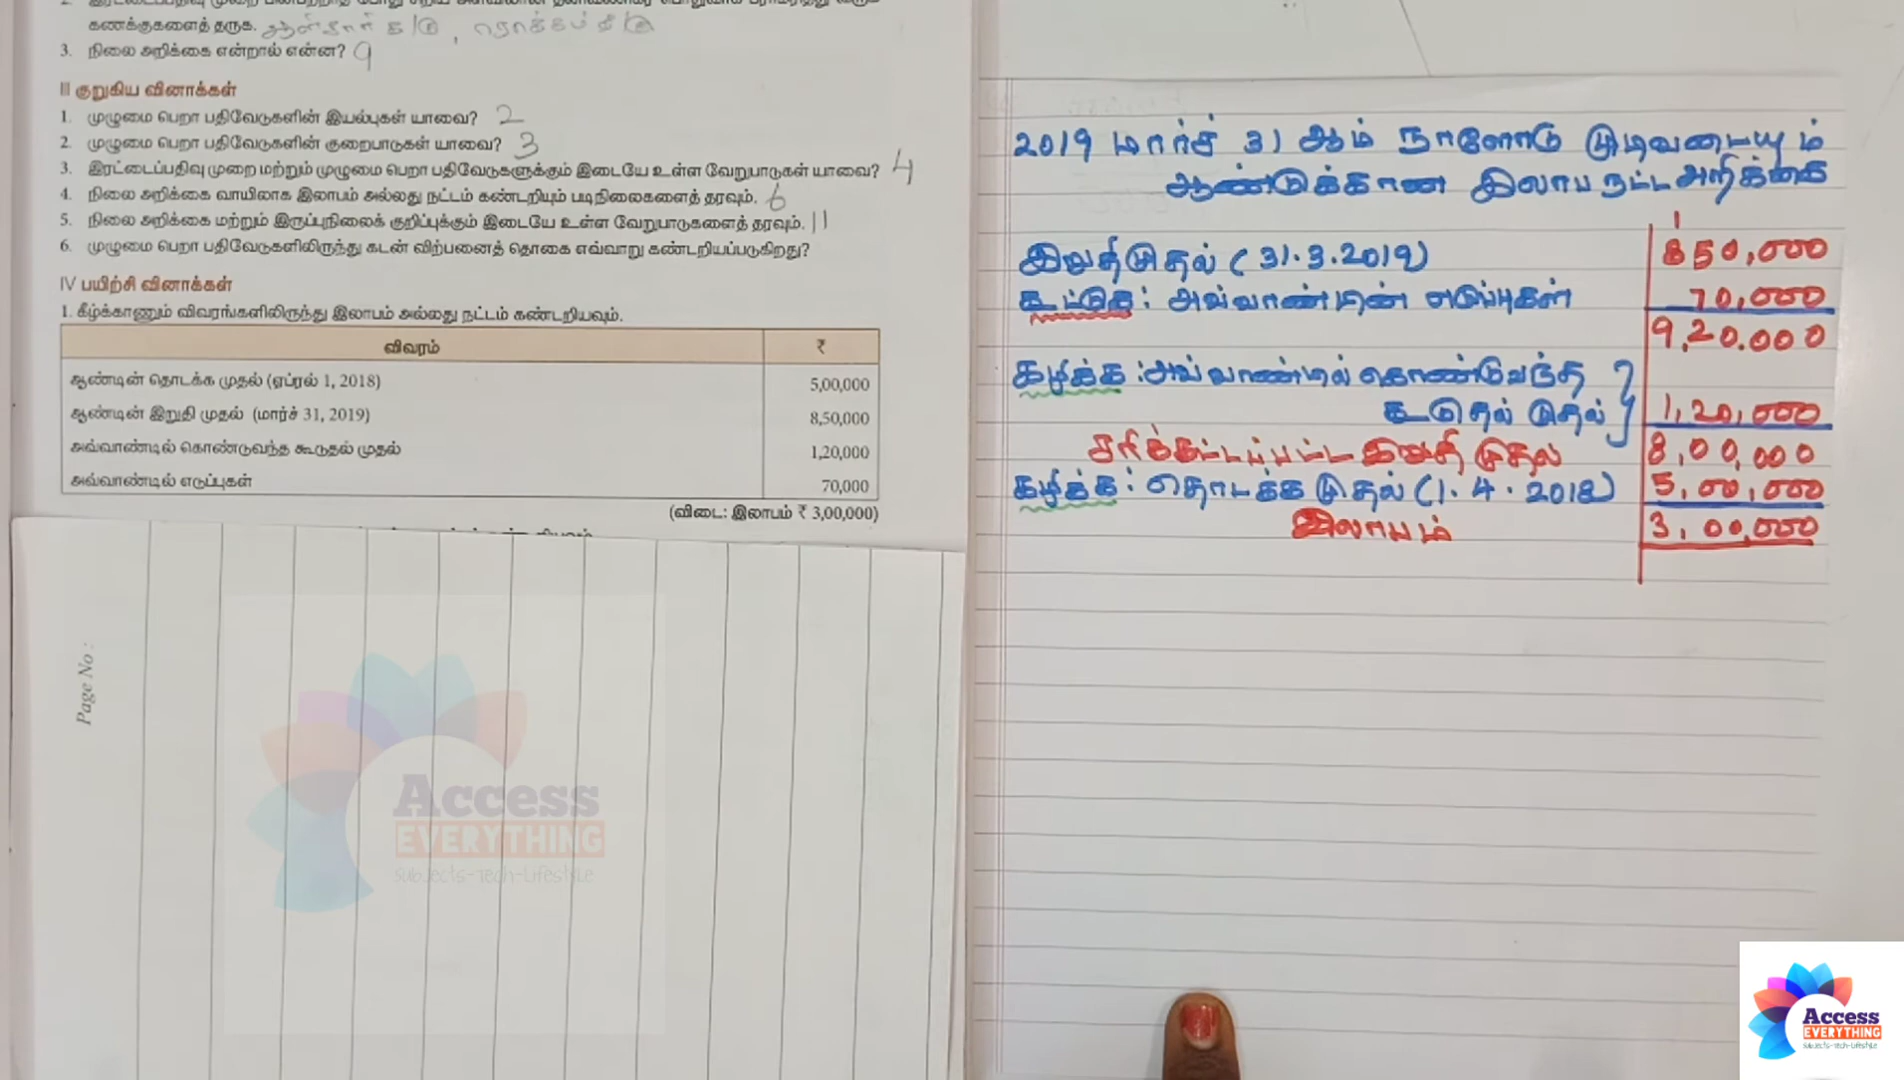 கணக்குகளைத் தருக. ஆள்சார் க/கு, ரொக்கம் க/கு
3. நிலை அறிக்கை என்றால் என்ன? 9
III குறுகிய வினாக்கள்
1. முழுமை பெறா பதிவேடுகளின் இயல்புகள் யாவை? 2
2. முழுமை பெறா பதிவேடுகளின் குறைபாடுகள் யாவை? 3
3. இரட்டைப்பதிவு முறை மற்றும் முழுமை பெறா பதிவேடுகளுக்கும் இடையே உள்ள வேறுபாடுகள் யாவை? 4
4. நிலை அறிக்கை வாயிலாக இலாபம் அல்லது நட்டம் கண்டறியும் படிநிலைகளைத் தரவும். 6
5. நிலை அறிக்கை மற்றும் இருப்புநிலைக் குறிப்புக்கும் இடையே உள்ள வேறுபாடுகளைத் தரவும். 11
6. முழுமை பெறா பதிவேடுகளிலிருந்து கடன் விற்பனைத் தொகை எவ்வாறு கண்டறியப்படுகிறது?
IV பயிற்சி வினாக்கள்
1. கீழ்க்காணும் விவரங்களிலிருந்து இலாபம் அல்லது நட்டம் கண்டறியவும்.
விவரம் ₹
ஆண்டின் தொடக்க முதல் (ஏப்ரல் 1, 2018) 5,00,000
ஆண்டின் இறுதி முதல் (மார்ச் 31, 2019) 8,50,000
அவ்வாண்டில் கொண்டுவந்த கூடுதல் முதல் 1,20,000
அவ்வாண்டில் எடுப்புகள் 70,000
(விடை: இலாபம் ₹ 3,00,000)
Page No :
Access
EVERYTHING
Subjects-Tech-Lifestyle
2019 மார்ச் 31 ஆம் நாளோடு முடிவடையும்
ஆண்டுக்கான இலாப நட்ட அறிக்கை
1
இறுதிமுதல் (31.3.2019) 850,000
கூட்டுக: அவ்வாண்டின் எடுப்புகள் 70,000
9,20,000
கழிக்க: அவ்வாண்டில் கொண்டுவந்த
கூடுதல் முதல் } 1,20,000
சரிக்கட்டப்பட்ட இறுதி முதல் 8,00,000
கழிக்க: தொடக்க முதல் (1.4.2018) 5,00,000
இலாபம் 3,00,000
Access
EVERYTHING
Subjects-Tech-Lifestyle